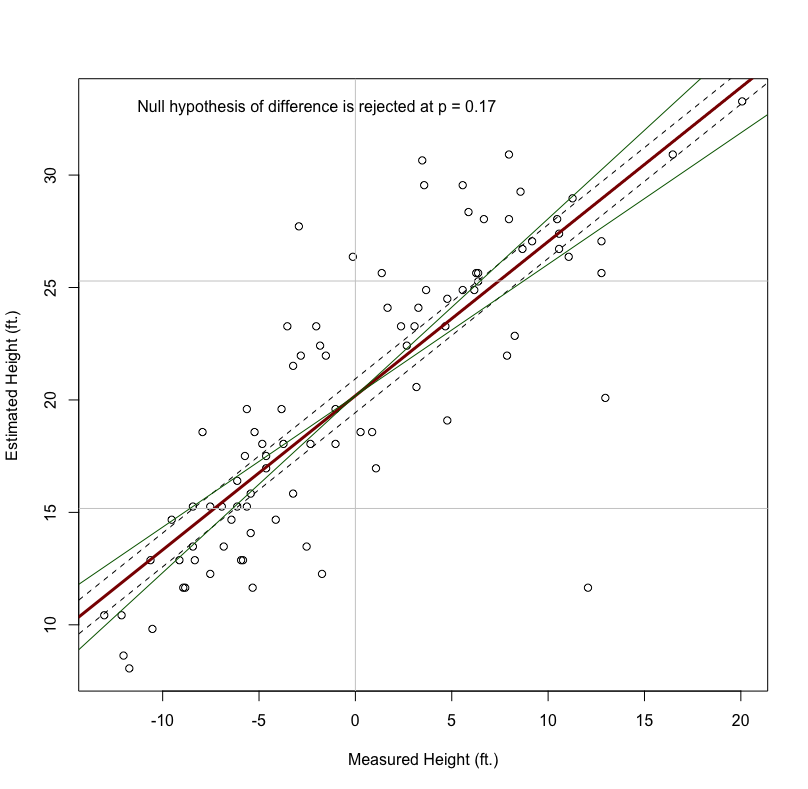 Null hypothesis of difference is rejected at p = 0.17
30
25
20
15
10
Estimated Height (ft.)
-10 -5 0 5 10 15 20
Measured Height (ft.)